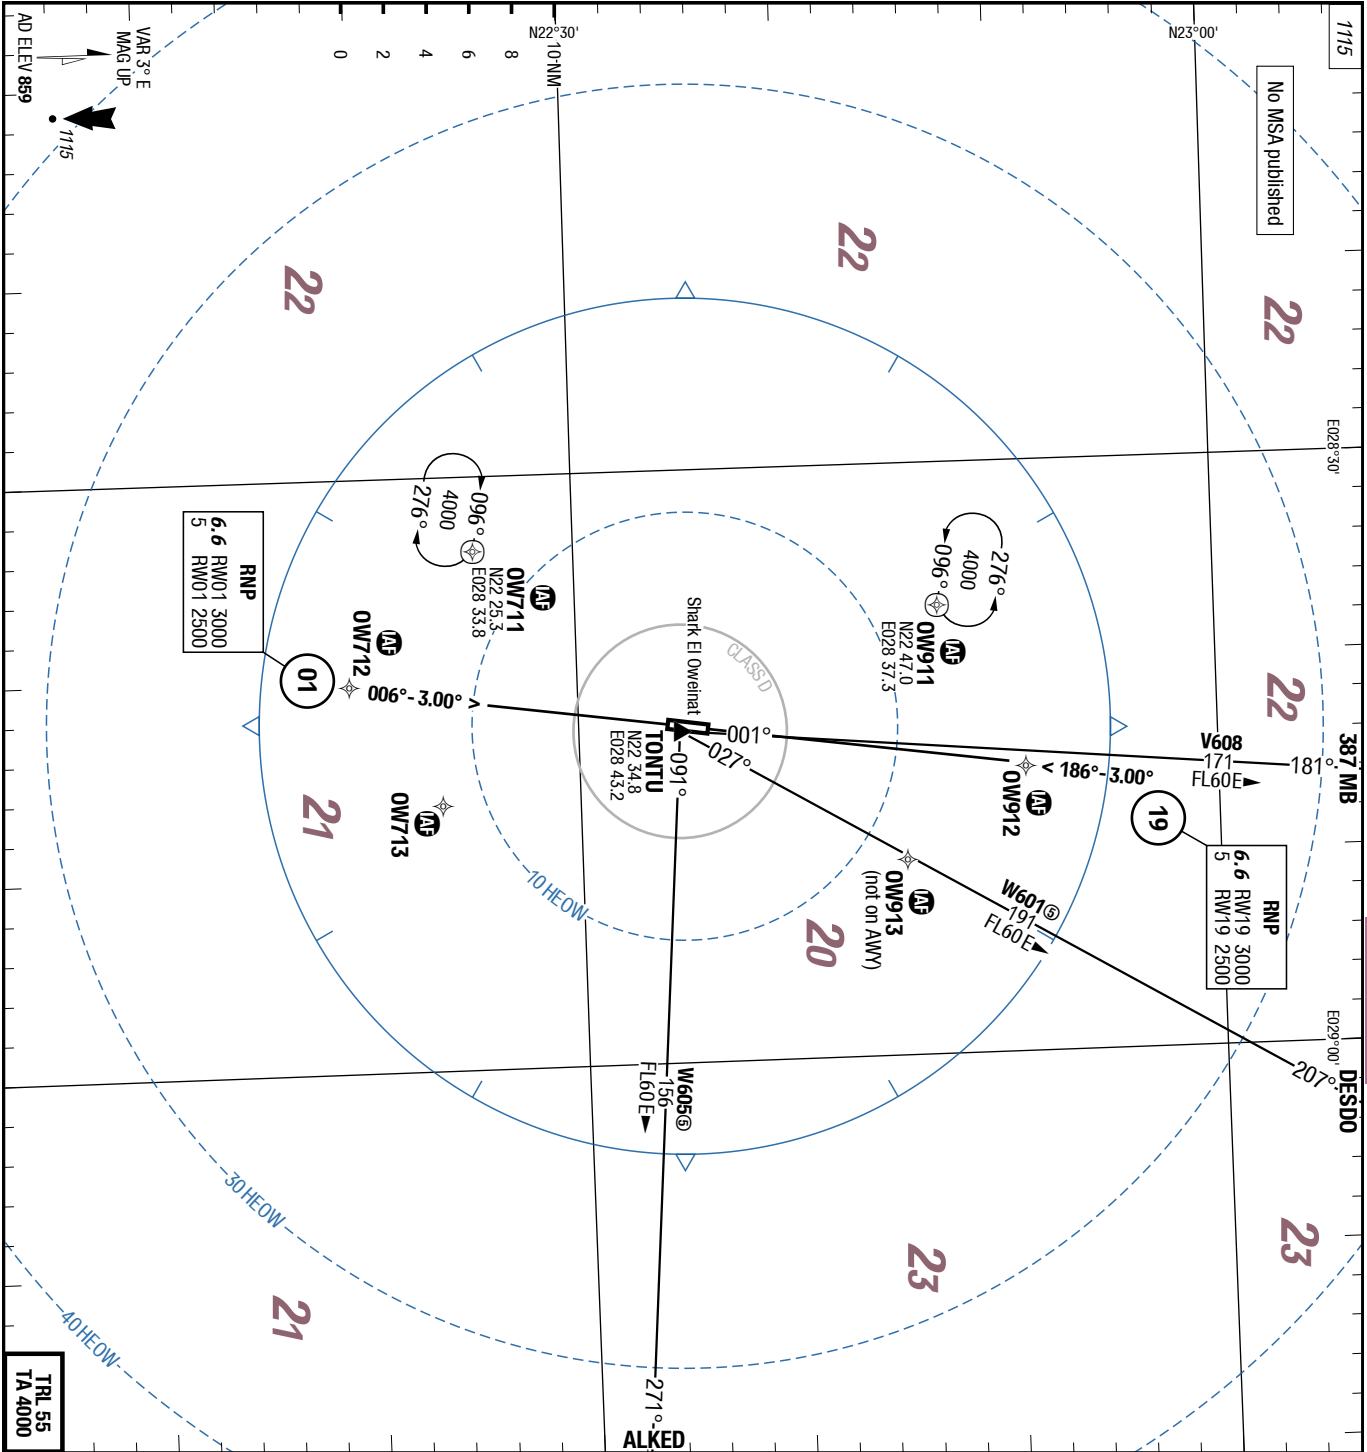 1115
No MSA published
N23°00'
N22°30'
10 NM
8
6
4
2
0
VAR 3° E
MAG UP
AD ELEV 859
1115
22
22
22
22
E028°30'
387 MB
181°
V608
171
FL60E
001°
276°
4000
096°
IAF
OW911
N22 47.0
E028 37.3
CLASS D
Shark El Oweinat
TONTU
N22 34.8
E028 43.2
027°
091°
IAF
OW912
< 186°-3.00°
19
RNP
6.6 RW19 3000
5 RW19 2500
IAF
OW913
(not on AWY)
W601⑤
191
FL60E
20
E029°00'
207°
DESDO
096°
4000
276°
IAF
OW711
N22 25.3
E028 33.8
IAF
OW712
006°-3.00° >
01
RNP
6.6 RW01 3000
5 RW01 2500
IAF
OW713
21
10 HEOW
W605⑤
156
FL60E
271°
ALKED
23
23
21
30 HEOW
40 HEOW
TRL 55
TA 4000